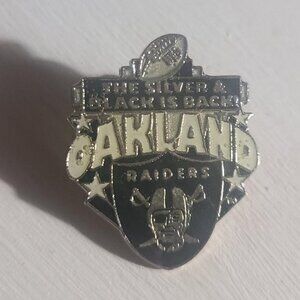 THE SILVER &
BLACK IS BACK
OAKLAND
RAIDERS